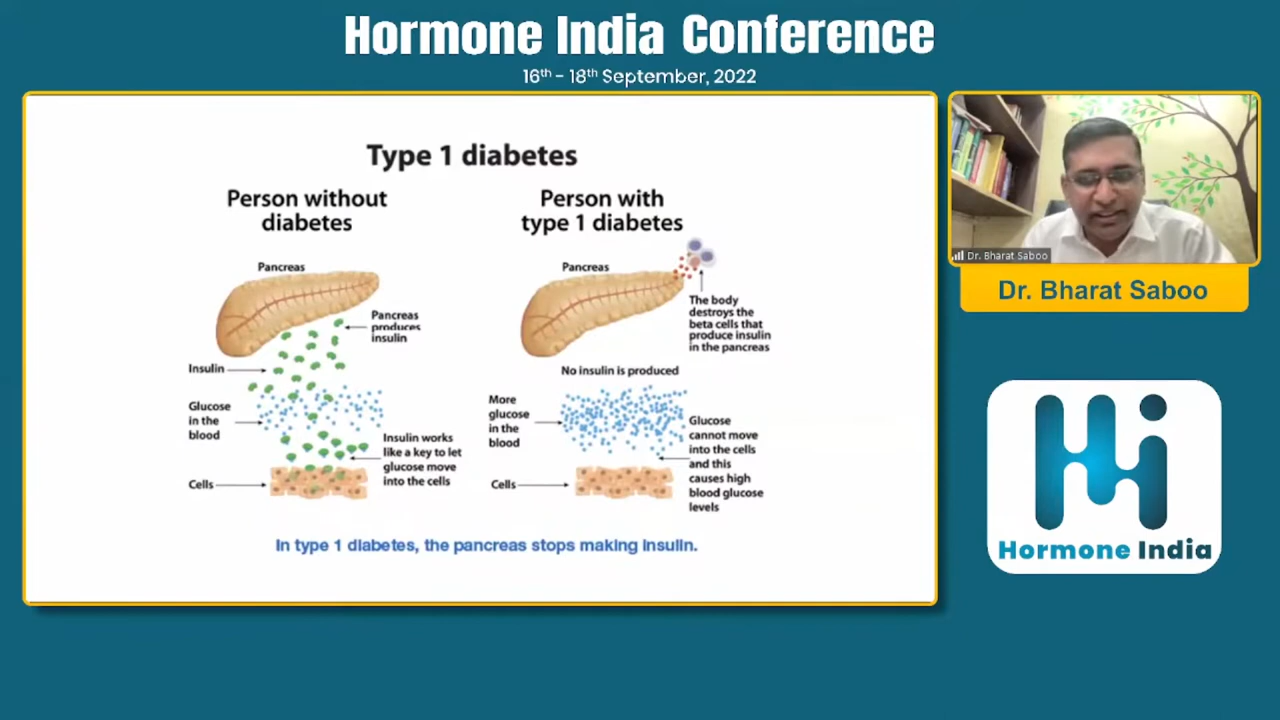 Hormone India Conference
16th - 18th September, 2022
Type 1 diabetes
Person without
diabetes
Pancreas
Pancreas
produces
insulin
Insulin
Glucose
in the
blood
Insulin works
like a key to let
glucose move
into the cells
Cells
Person with
type 1 diabetes
Pancreas
The body
destroys the
beta cells that
produce insulin
in the pancreas
No insulin is produced
More
glucose
in the
blood
Glucose
cannot move
into the cells
and this
causes high
blood glucose
levels
Cells
In type 1 diabetes, the pancreas stops making insulin.
Dr. Bharat Saboo
Dr. Bharat Saboo
Hormone India